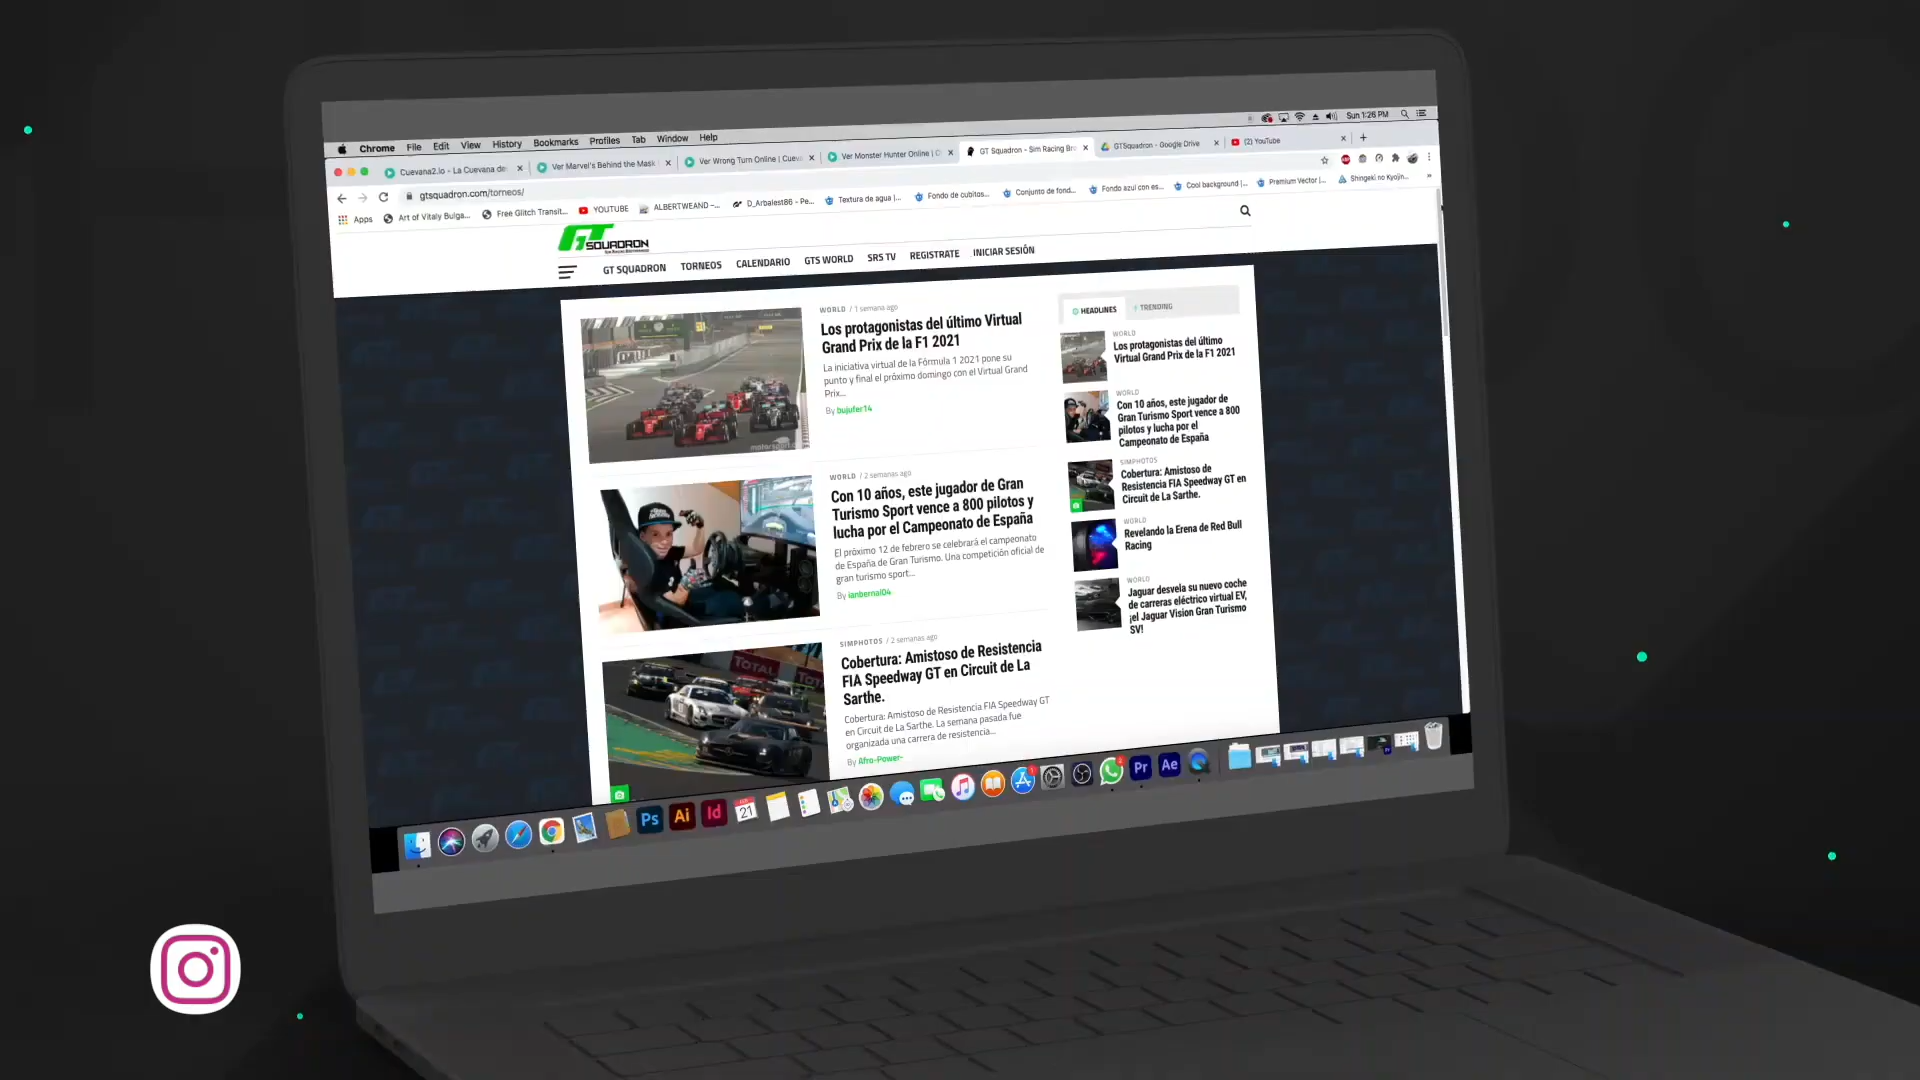 Chrome File Edit View History Bookmarks Profiles Tab Window Help
Sun 1:26 PM
Cuevana2.io - La Cuevana de
Ver Marvel's Behind the Mask
Ver Wrong Turn Online | Cuev
Ver Monster Hunter Online | C
GT Squadron - Sim Racing Br
GTSquadron - Google Drive
(2) YouTube
gtsquadron.com/torneos/
Apps
Art of Vitaly Bulga...
Free Glitch Transit...
YOUTUBE
ALBERTWEAND –...
D_Arbalest86 - Pe...
Textura de agua |...
Fondo de cubitos...
Conjunto de fond...
Fondo azul con es...
Cool background |...
Premium Vector |...
Shingeki no Kyojin...
GT
SQUADRON
GT SQUADRON TORNEOS CALENDARIO GTS WORLD SRS TV REGISTRATE INICIAR SESIÓN
WORLD / 1 semana ago
Los protagonistas del último Virtual
Grand Prix de la F1 2021
La iniciativa virtual de la Fórmula 1 2021 pone su
punto y final el próximo domingo con el Virtual Grand
Prix...
By bujufer14
WORLD / 2 semanas ago
Con 10 años, este jugador de Gran
Turismo Sport vence a 800 pilotos y
lucha por el Campeonato de España
El próximo 12 de febrero se celebrará el campeonato
de España de Gran Turismo. Una competición oficial de
gran turismo sport...
By ianbernal04
TOTAL
SIMPHOTOS / 2 semanas ago
Cobertura: Amistoso de Resistencia
FIA Speedway GT en Circuit de La
Sarthe.
Cobertura: Amistoso de Resistencia FIA Speedway GT
en Circuit de La Sarthe. La semana pasada fue
organizada una carrera de resistencia...
By Afro-Power-
HEADLINES TRENDING
WORLD
Los protagonistas del último
Virtual Grand Prix de la F1 2021
WORLD
Con 10 años, este jugador de
Gran Turismo Sport vence a 800
pilotos y lucha por el
Campeonato de España
SIMPHOTOS
Cobertura: Amistoso de
Resistencia FIA Speedway GT en
Circuit de La Sarthe.
WORLD
Revelando la Erena de Red Bull
Racing
WORLD
Jaguar desvela su nuevo coche
de carreras eléctrico virtual EV,
¡el Jaguar Vision Gran Turismo
SV!
Ps Ai Id 21 Pr Ae